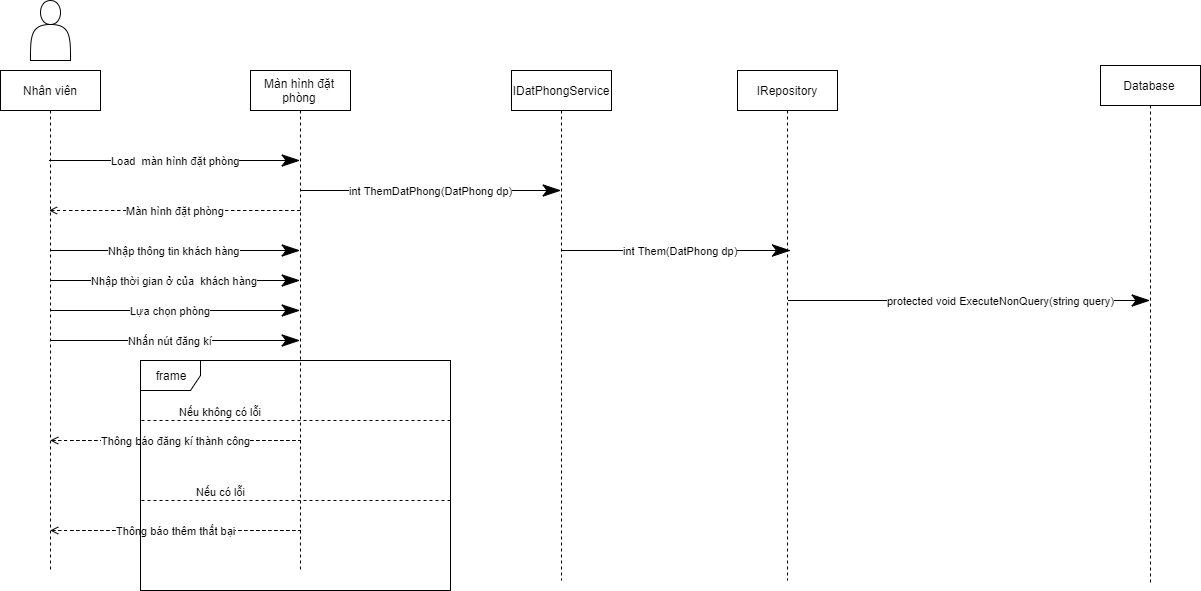 Nhân viên
Màn hình đặt
phòng
IDatPhongService
IRepository
Database
Load màn hình đặt phòng
int ThemDatPhong(DatPhong dp)
Màn hình đặt phòng
Nhập thông tin khách hàng
int Them(DatPhong dp)
Nhập thời gian ở của khách hàng
protected void ExecuteNonQuery(string query)
Lựa chọn phòng
Nhấn nút đăng kí
frame
Nếu không có lỗi
Thông báo đăng kí thành công
Nếu có lỗi
Thông báo thêm thất bại